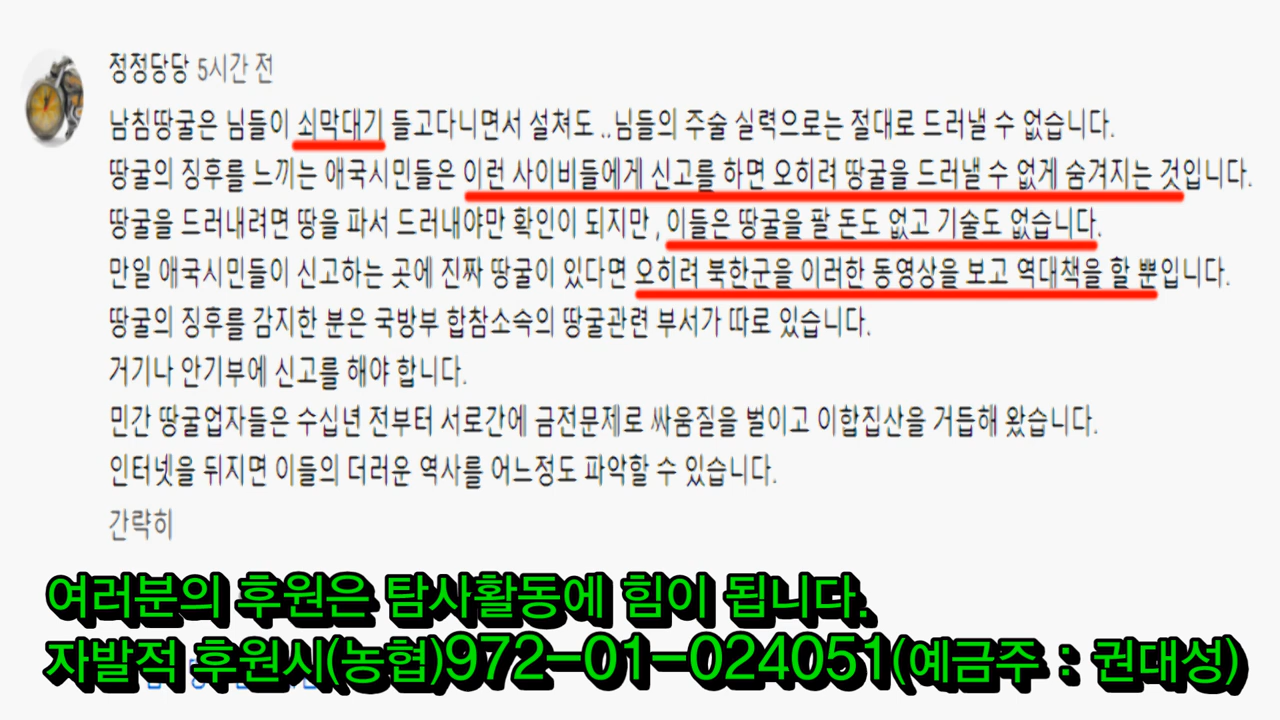 정정당당 5시간 전
남침땅굴은 님들이 쇠막대기 들고다니면서 설쳐도 ..님들의 주술 실력으로는 절대로 드러낼 수 없습니다.
땅굴의 징후를 느끼는 애국시민들은 이런 사이비들에게 신고를 하면 오히려 땅굴을 드러낼 수 없게 숨겨지는 것입니다.
땅굴을 드러내려면 땅을 파서 드러내야만 확인이 되지만 , 이들은 땅굴을 팔 돈도 없고 기술도 없습니다.
만일 애국시민들이 신고하는 곳에 진짜 땅굴이 있다면 오히려 북한군을 이러한 동영상을 보고 역대책을 할 뿐입니다.
땅굴의 징후를 감지한 분은 국방부 합참소속의 땅굴관련 부서가 따로 있습니다.
거기나 안기부에 신고를 해야 합니다.
민간 땅굴업자들은 수십년 전부터 서로간에 금전문제로 싸움질을 벌이고 이합집산을 거듭해 왔습니다.
인터넷을 뒤지면 이들의 더러운 역사를 어느정도 파악할 수 있습니다.
간략히
여러분의 후원은 탐사활동에 힘이 됩니다.
자발적 후원시(농협)972-01-024051(예금주 : 권대성)